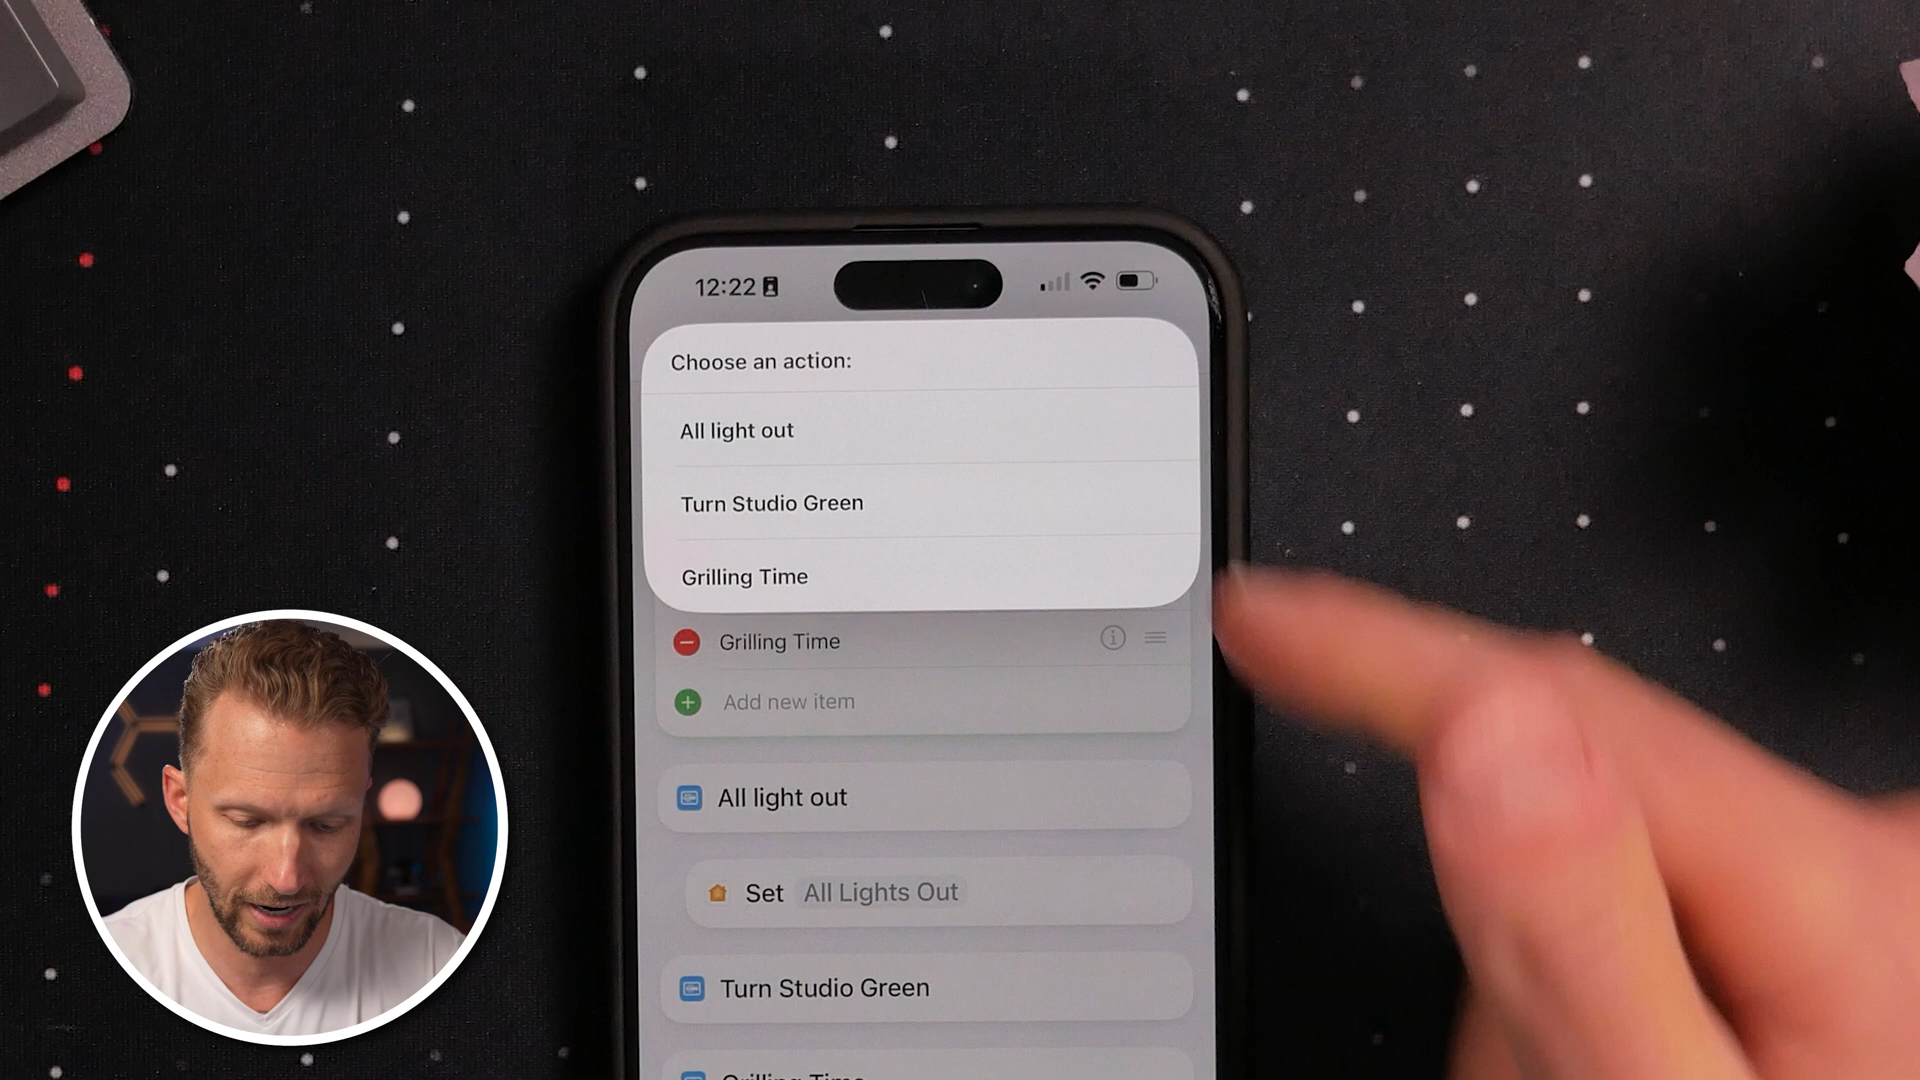 12:22
Choose an action:
All light out
Turn Studio Green
Grilling Time
Grilling Time
Add new item
All light out
Set All Lights Out
Turn Studio Green
Grilling Time